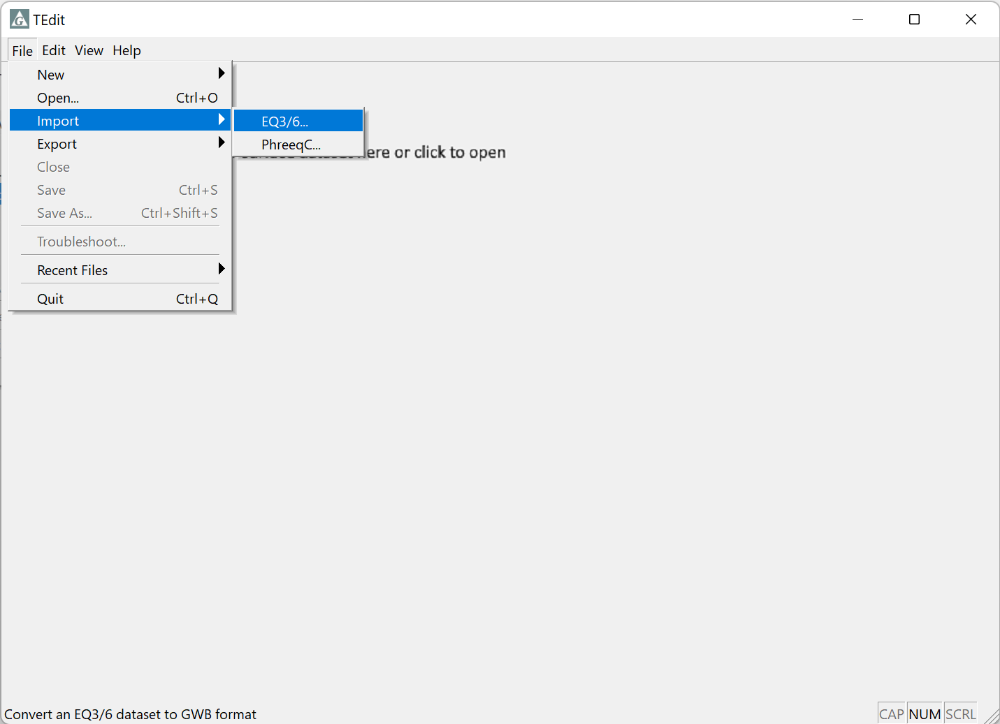 TEdit
File Edit View Help
New
Open... Ctrl+O
Import
EQ3/6...
Export
PhreeqC...
here or click to open
Close
Save Ctrl+S
Save As... Ctrl+Shift+S
Troubleshoot...
Recent Files
Quit Ctrl+Q
Convert an EQ3/6 dataset to GWB format
CAP NUM SCRL